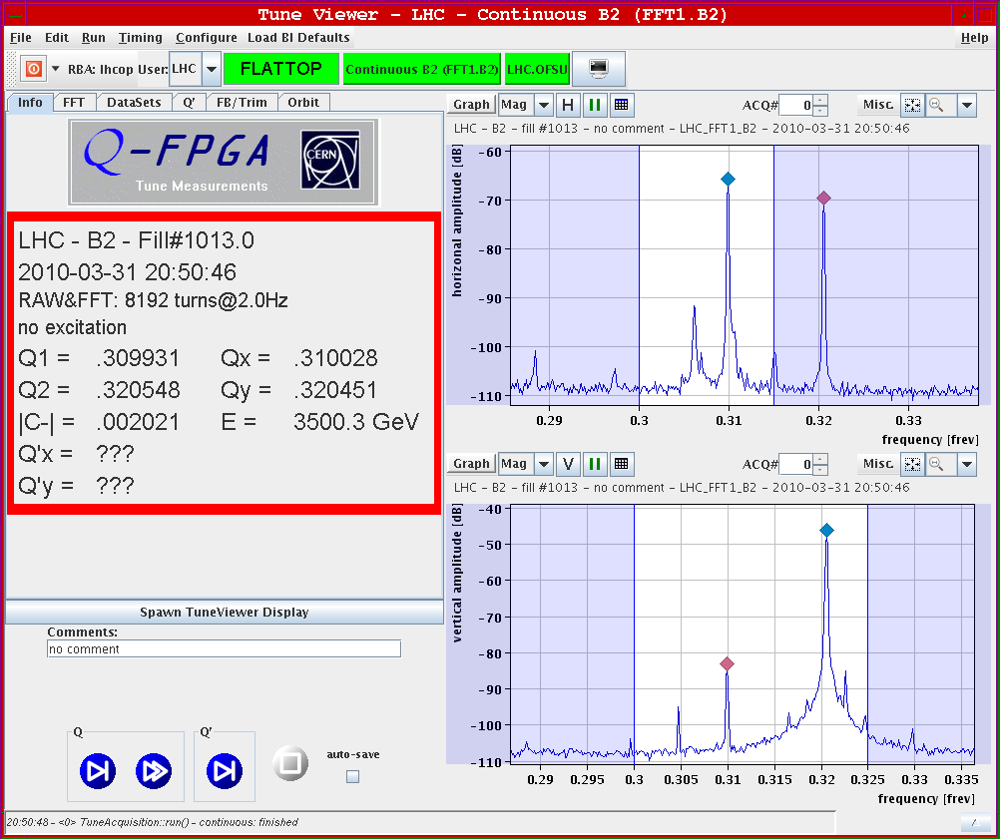 Tune Viewer - LHC - Continuous B2 (FFT1.B2)
File Edit Run Timing Configure Load BI Defaults Help
RBA: lhcop User: LHC FLATTOP Continuous B2 (FFT1.B2) LHC.OFSU
Info FFT DataSets Q' FB/Trim Orbit
Q-FPGA
Tune Measurements
CERN
LHC - B2 - Fill#1013.0
2010-03-31 20:50:46
RAW&FFT: 8192 turns@2.0Hz
no excitation
Q1 = .309931 Qx = .310028
Q2 = .320548 Qy = .320451
|C-| = .002021 E = 3500.3 GeV
Q'x = ???
Q'y = ???
Spawn TuneViewer Display
Comments:
no comment
Q
Q'
auto-save
Graph Mag H ACQ# 0 Misc.
LHC - B2 - fill #1013 - no comment - LHC_FFT1_B2 - 2010-03-31 20:50:46
horizonal amplitude [dB]
-60
-70
-80
-90
-100
-110
0.29 0.3 0.31 0.32 0.33
frequency [frev]
Graph Mag V ACQ# 0 Misc.
LHC - B2 - fill #1013 - no comment - LHC_FFT1_B2 - 2010-03-31 20:50:46
vertical amplitude [dB]
-40
-50
-60
-70
-80
-90
-100
-110
0.29 0.295 0.3 0.305 0.31 0.315 0.32 0.325 0.33 0.335
frequency [frev]
20:50:48 - <0> TuneAcquisition::run() - continuous: finished